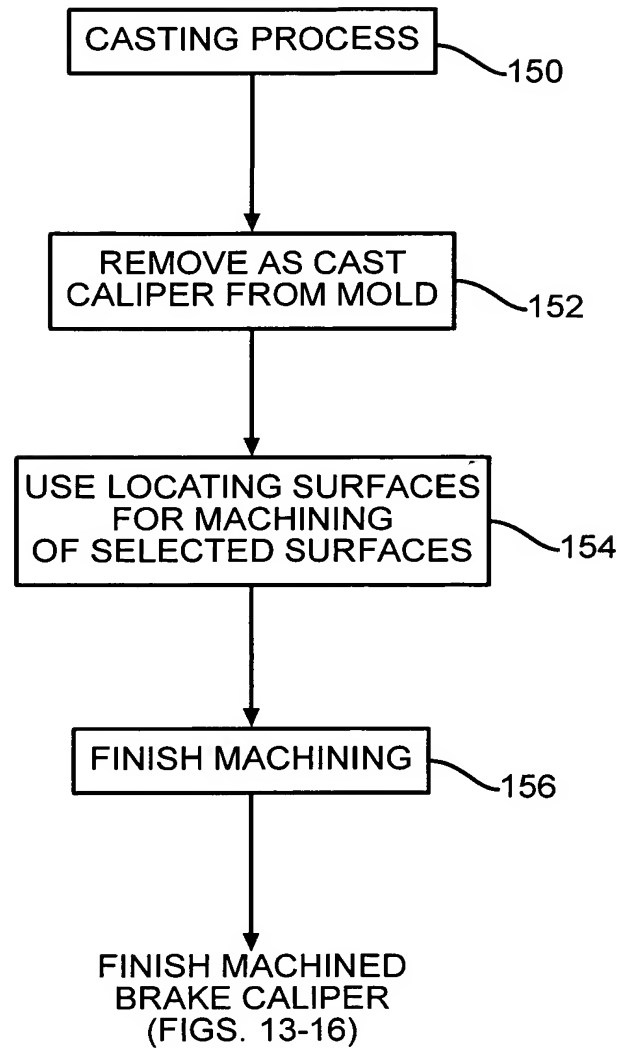 CASTING PROCESS
150
REMOVE AS CAST
CALIPER FROM MOLD
152
USE LOCATING SURFACES
FOR MACHINING
OF SELECTED SURFACES
154
FINISH MACHINING
156
FINISH MACHINED
BRAKE CALIPER
(FIGS. 13-16)